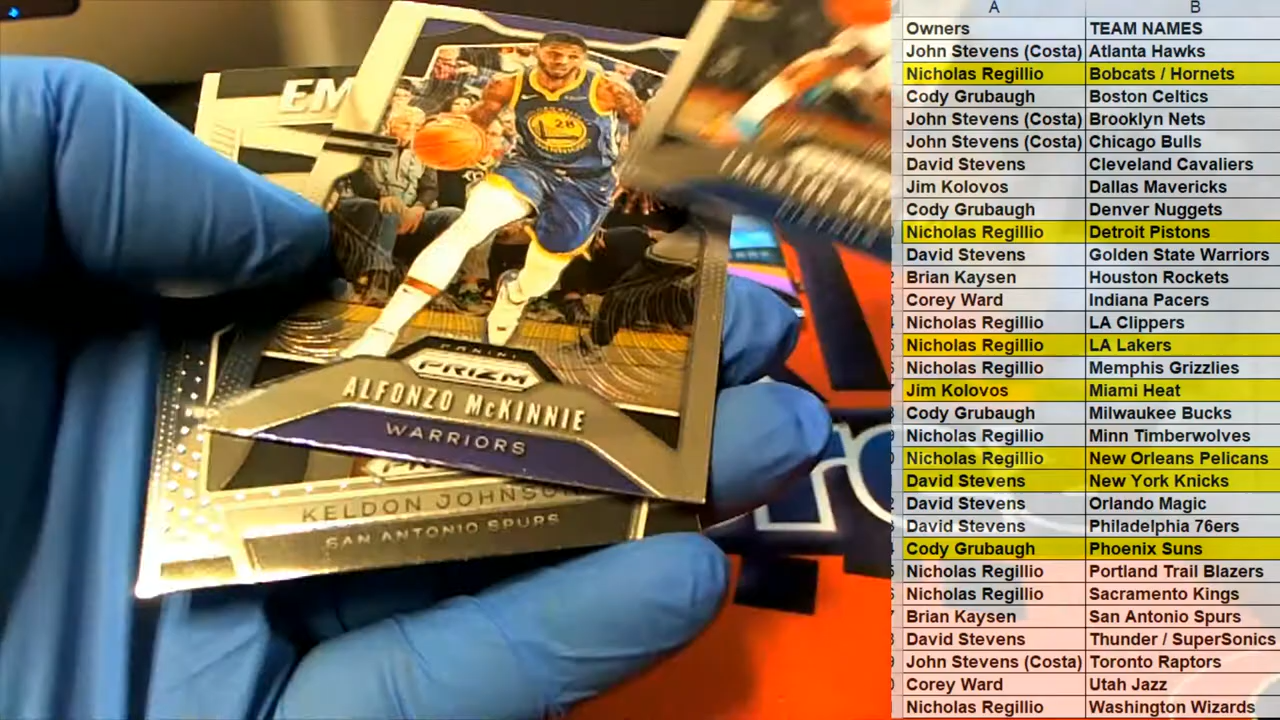 EM
28
PANINI
PRIZM
ALFONZO McKINNIE
WARRIORS
KELDON JOHNSON
SAN ANTONIO SPURS
A B
Owners TEAM NAMES
John Stevens (Costa) Atlanta Hawks
Nicholas Regillio Bobcats / Hornets
Cody Grubaugh Boston Celtics
John Stevens (Costa) Brooklyn Nets
John Stevens (Costa) Chicago Bulls
David Stevens Cleveland Cavaliers
Jim Kolovos Dallas Mavericks
Cody Grubaugh Denver Nuggets
Nicholas Regillio Detroit Pistons
David Stevens Golden State Warriors
Brian Kaysen Houston Rockets
Corey Ward Indiana Pacers
Nicholas Regillio LA Clippers
Nicholas Regillio LA Lakers
Nicholas Regillio Memphis Grizzlies
Jim Kolovos Miami Heat
Cody Grubaugh Milwaukee Bucks
Nicholas Regillio Minn Timberwolves
Nicholas Regillio New Orleans Pelicans
David Stevens New York Knicks
David Stevens Orlando Magic
David Stevens Philadelphia 76ers
Cody Grubaugh Phoenix Suns
Nicholas Regillio Portland Trail Blazers
Nicholas Regillio Sacramento Kings
Brian Kaysen San Antonio Spurs
David Stevens Thunder / SuperSonics
John Stevens (Costa) Toronto Raptors
Corey Ward Utah Jazz
Nicholas Regillio Washington Wizards